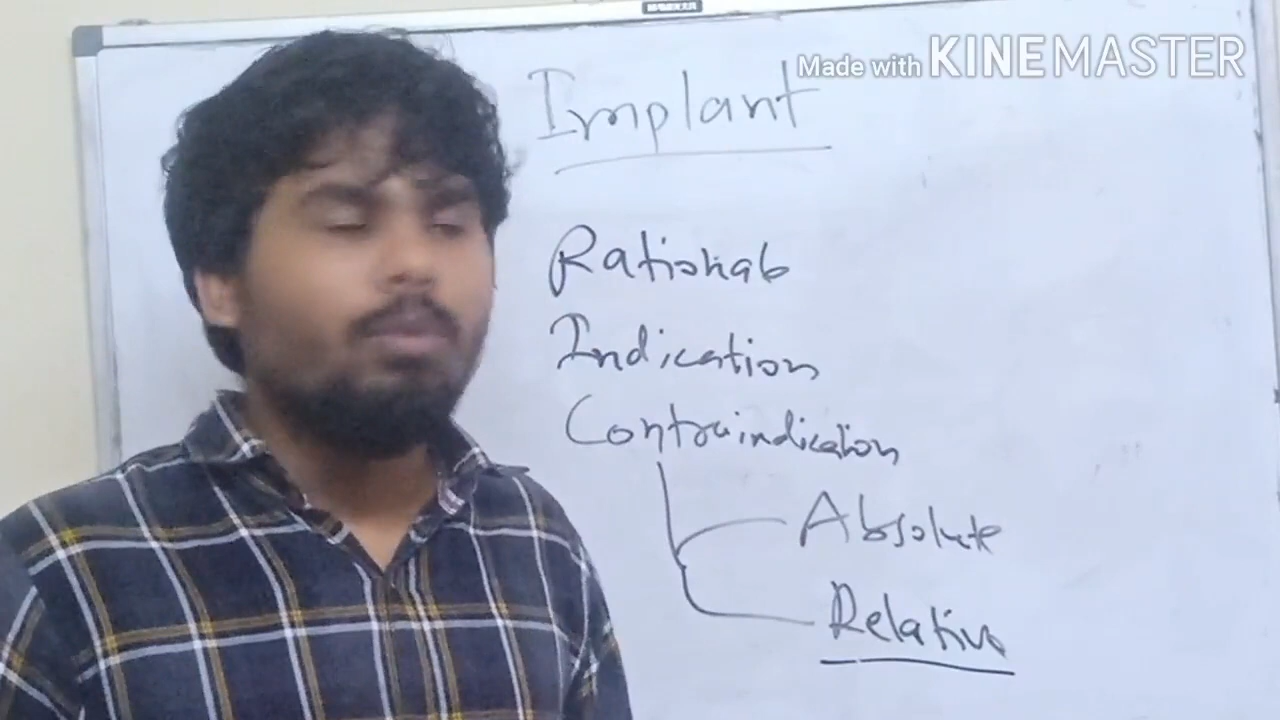 Made with KINEMASTER
Implant
Rationale
Indication
Contraindication
Absolute
Relative